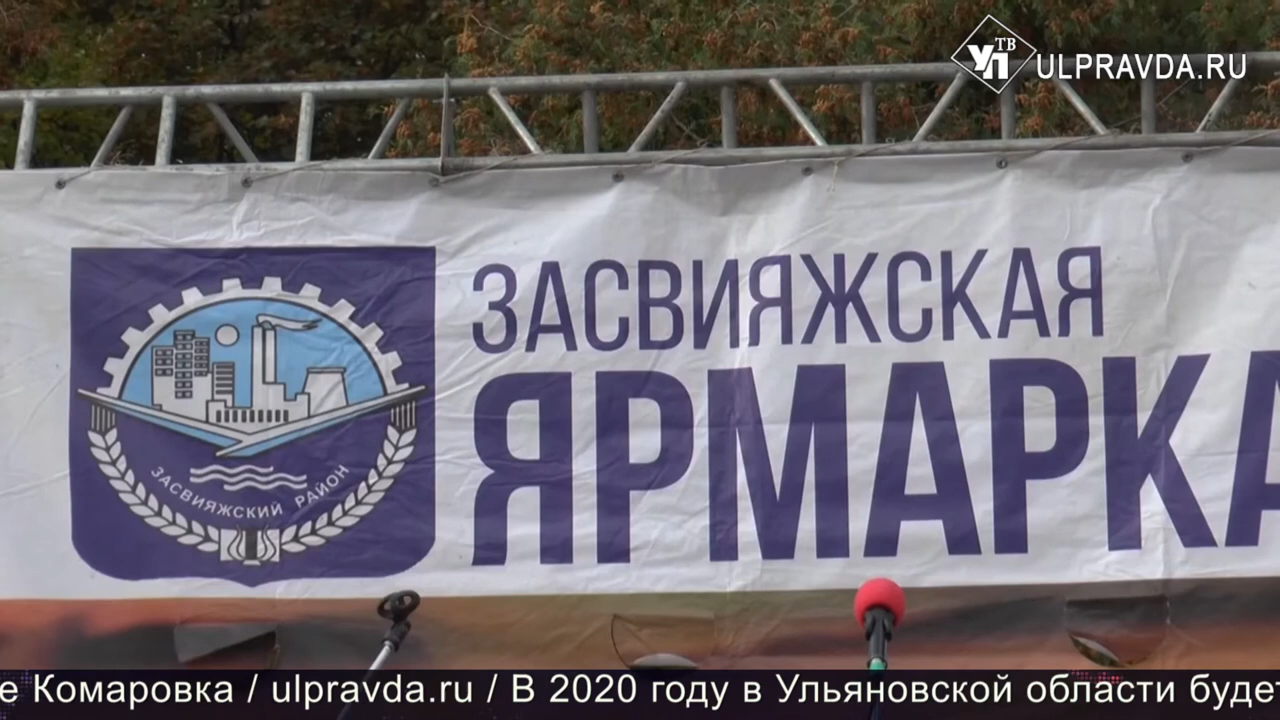 УП ТВ ULPRAVDA.RU
ЗАСВИЯЖСКАЯ
ЯРМАРКА
ЗАСВИЯЖСКИЙ РАЙОН
е Комаровка / ulpravda.ru / В 2020 году в Ульяновской области будет